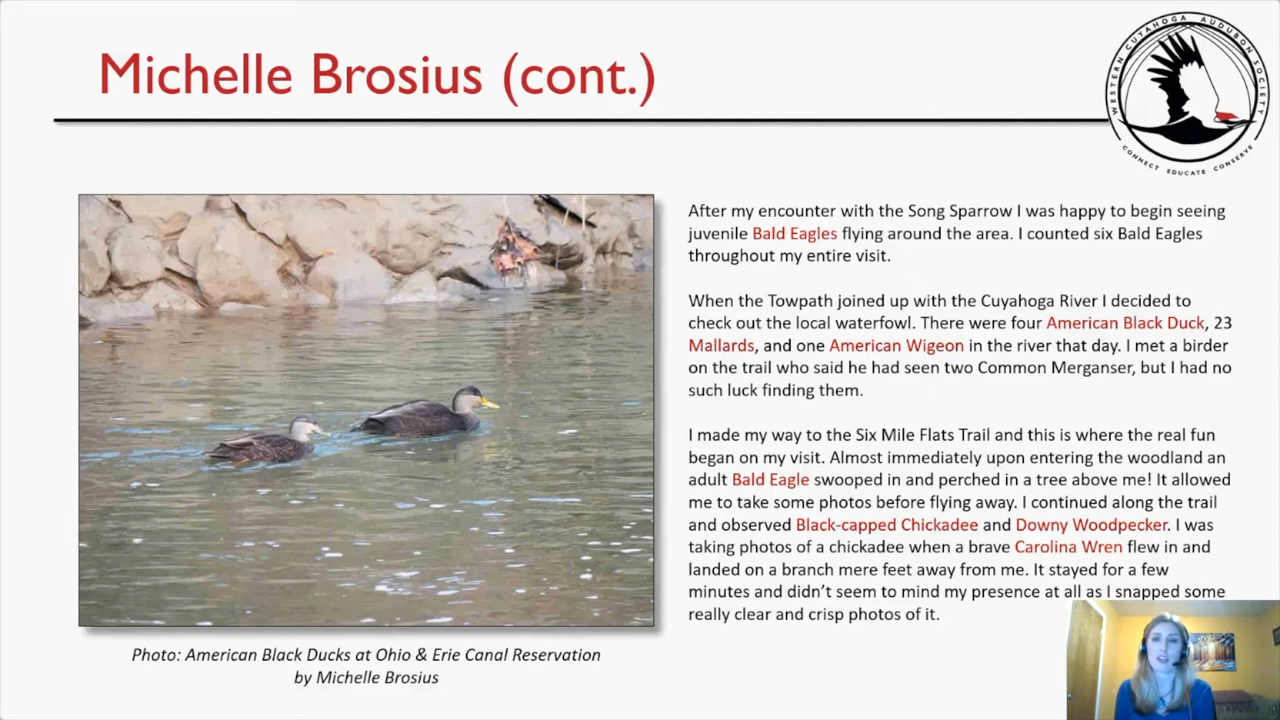 Michelle Brosius (cont.)
WESTERN CUYAHOGA AUDUBON SOCIETY
CONNECT EDUCATE CONSERVE
After my encounter with the Song Sparrow I was happy to begin seeing
juvenile Bald Eagles flying around the area. I counted six Bald Eagles
throughout my entire visit.
When the Towpath joined up with the Cuyahoga River I decided to
check out the local waterfowl. There were four American Black Duck, 23
Mallards, and one American Wigeon in the river that day. I met a birder
on the trail who said he had seen two Common Merganser, but I had no
such luck finding them.
I made my way to the Six Mile Flats Trail and this is where the real fun
began on my visit. Almost immediately upon entering the woodland an
adult Bald Eagle swooped in and perched in a tree above me! It allowed
me to take some photos before flying away. I continued along the trail
and observed Black-capped Chickadee and Downy Woodpecker. I was
taking photos of a chickadee when a brave Carolina Wren flew in and
landed on a branch mere feet away from me. It stayed for a few
minutes and didn’t seem to mind my presence at all as I snapped some
really clear and crisp photos of it.
Photo: American Black Ducks at Ohio & Erie Canal Reservation
by Michelle Brosius